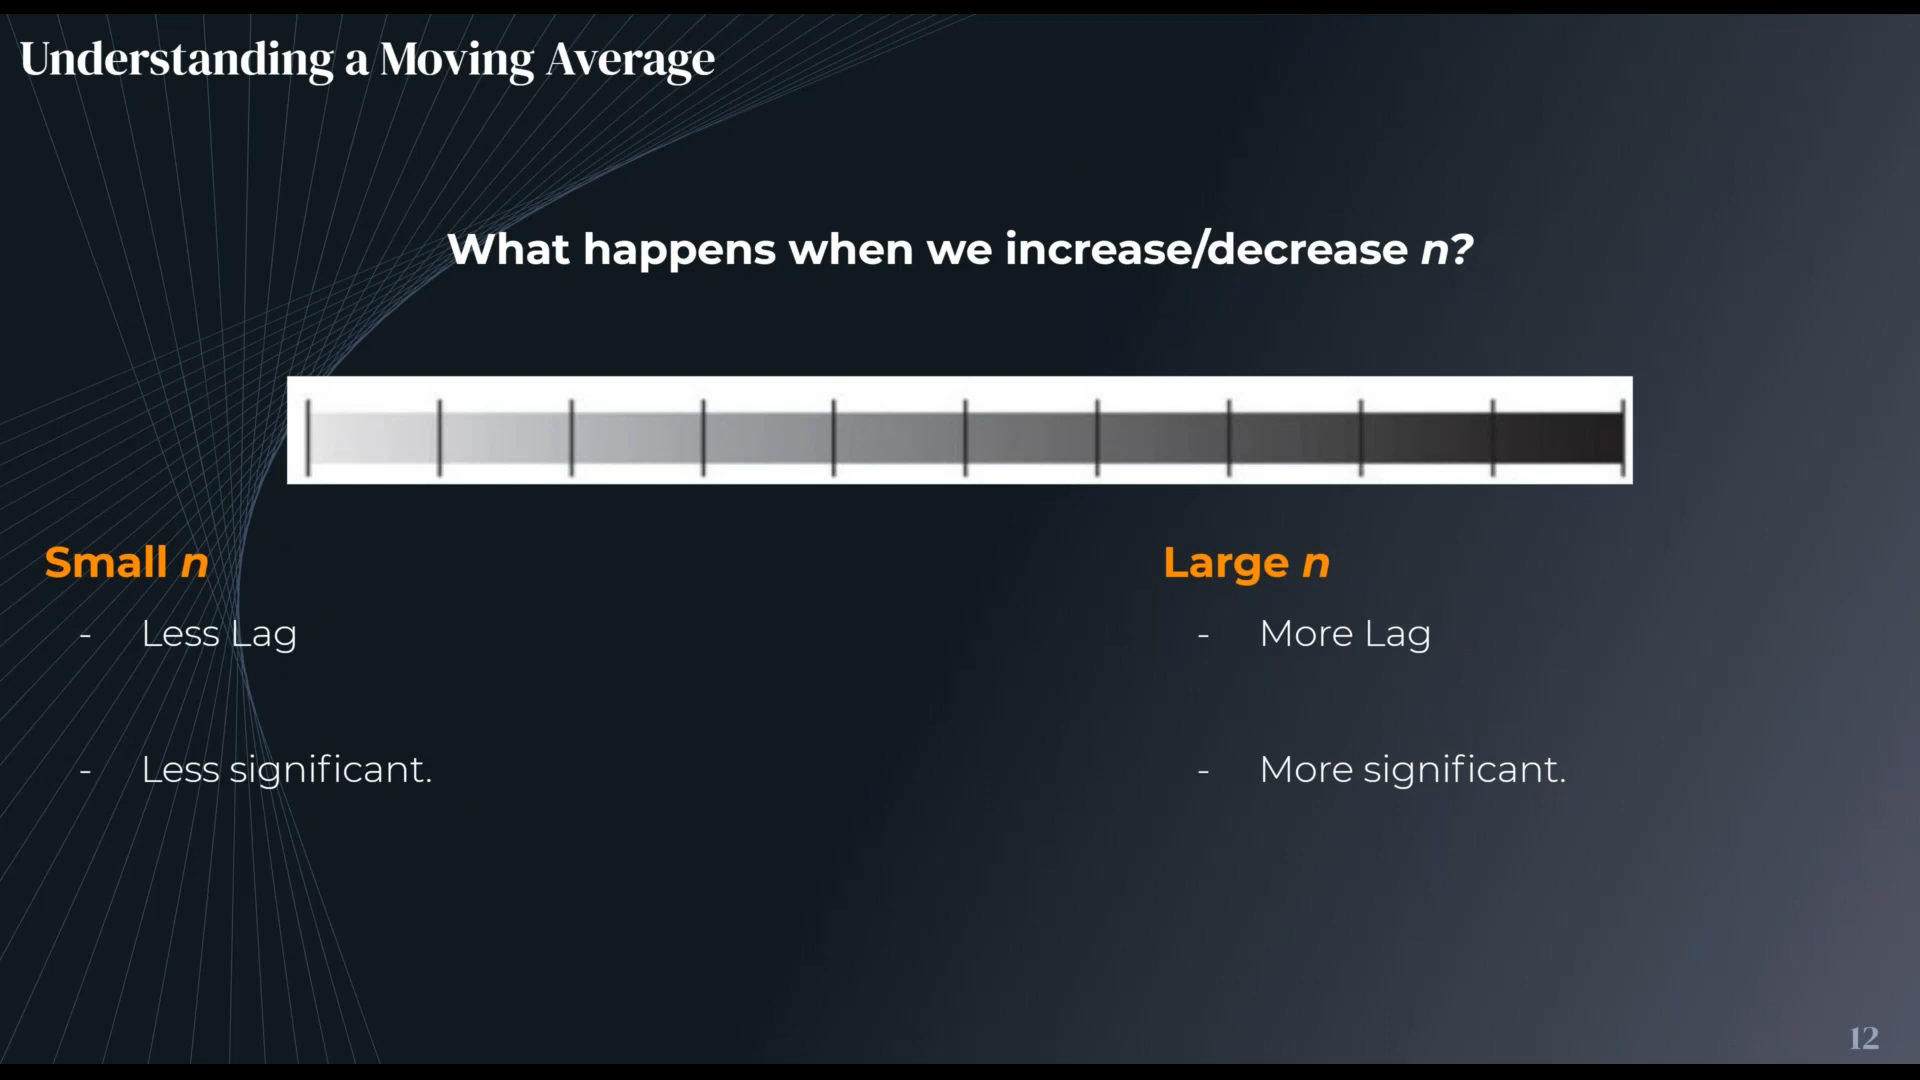 Understanding a Moving Average
What happens when we increase/decrease n?
Small n
- Less Lag
- Less significant.
Large n
- More Lag
- More significant.
12